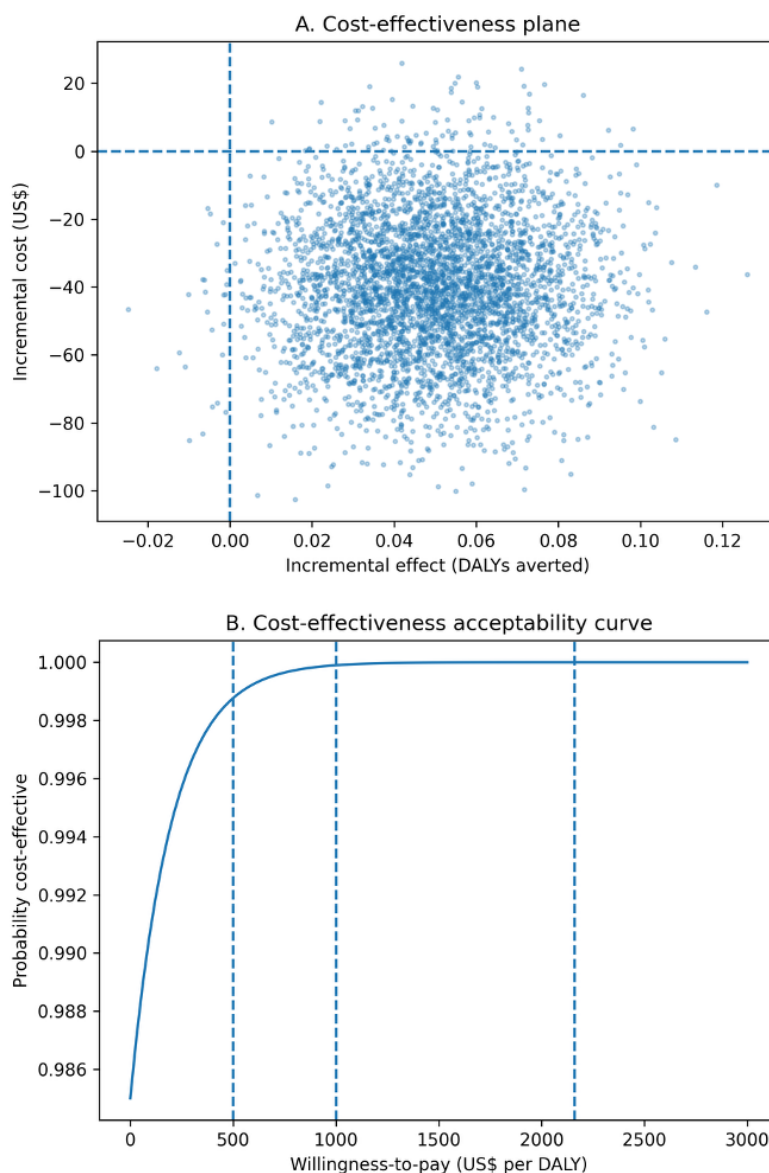 A. Cost-effectiveness plane
20
0
−20
−40
−60
−80
−100
Incremental cost (US$)
−0.02 0.00 0.02 0.04 0.06 0.08 0.10 0.12
Incremental effect (DALYs averted)
B. Cost-effectiveness acceptability curve
1.000
0.998
0.996
0.994
0.992
0.990
0.988
0.986
Probability cost-effective
0 500 1000 1500 2000 2500 3000
Willingness-to-pay (US$ per DALY)